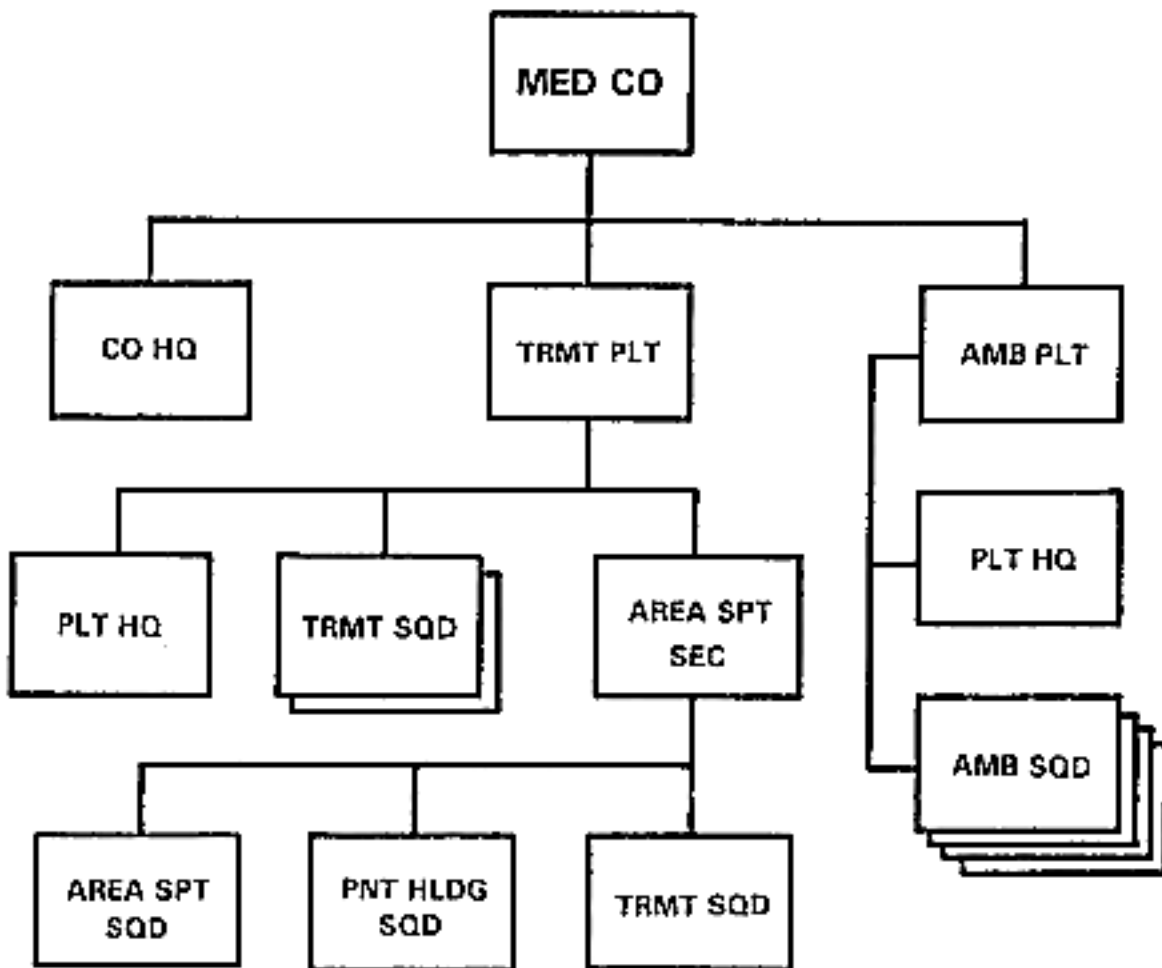 MED CO
CO HQ
TRMT PLT
AMB PLT
PLT HQ
TRMT SQD
AREA SPT
SEC
PLT HQ
AMB SQD
AREA SPT
SQD
PNT HLDG
SQD
TRMT SQD